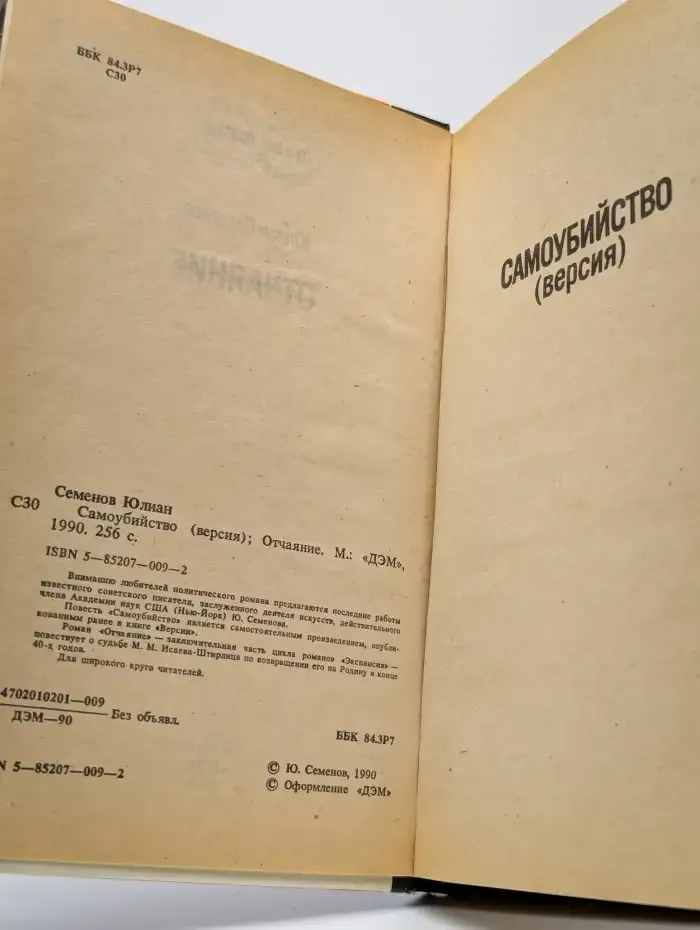 ББК 84.3Р7
С30
Семенов Юлиан
С30
Самоубийство (версия); Отчаяние. М.: «ДЭМ»,
1990. 256 с.
ISBN 5—85207—009—2
Вниманию любителей политического романа предлагаются последние работы
известного советского писателя, заслуженного деятеля искусств, действительного
члена Академии наук США (Нью-Йорк) Ю. Семенова.
Повесть «Самоубийство» является самостоятельным произведением, опубли-
кованным ранее в книге «Версии».
Роман «Отчаяние» — заключительная часть цикла романов «Экспансия» —
повествует о судьбе М. М. Исаева-Штирлица по возвращении его на Родину в конце
40-х годов.
Для широкого круга читателей.
4702010201—009
ДЭМ—90
Без объявл.
ББК 84.3Р7
N 5—85207—009—2
© Ю. Семенов, 1990
© Оформление «ДЭМ»
САМОУБИЙСТВО
(версия)